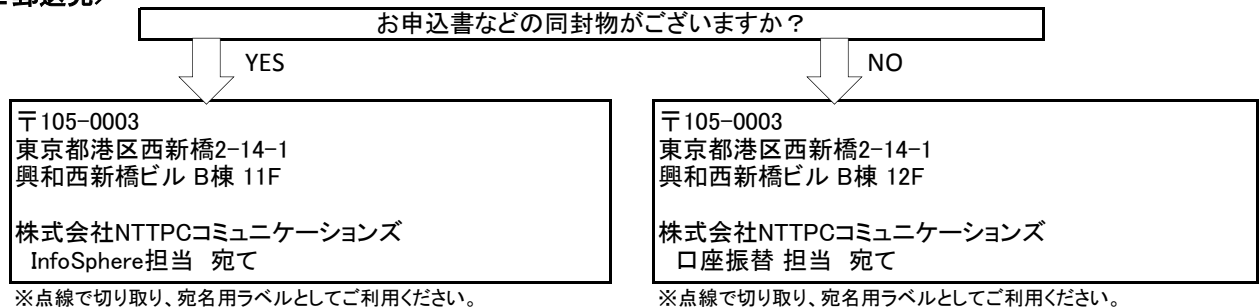 お申込書などの同封物がございますか？
YES
NO
〒105-0003
東京都港区西新橋2-14-1
興和西新橋ビル B棟 11F
株式会社NTTPCコミュニケーションズ
InfoSphere担当　宛て
※点線で切り取り、宛名用ラベルとしてご利用ください。
〒105-0003
東京都港区西新橋2-14-1
興和西新橋ビル B棟 12F
株式会社NTTPCコミュニケーションズ
口座振替 担当　宛て
※点線で切り取り、宛名用ラベルとしてご利用ください。